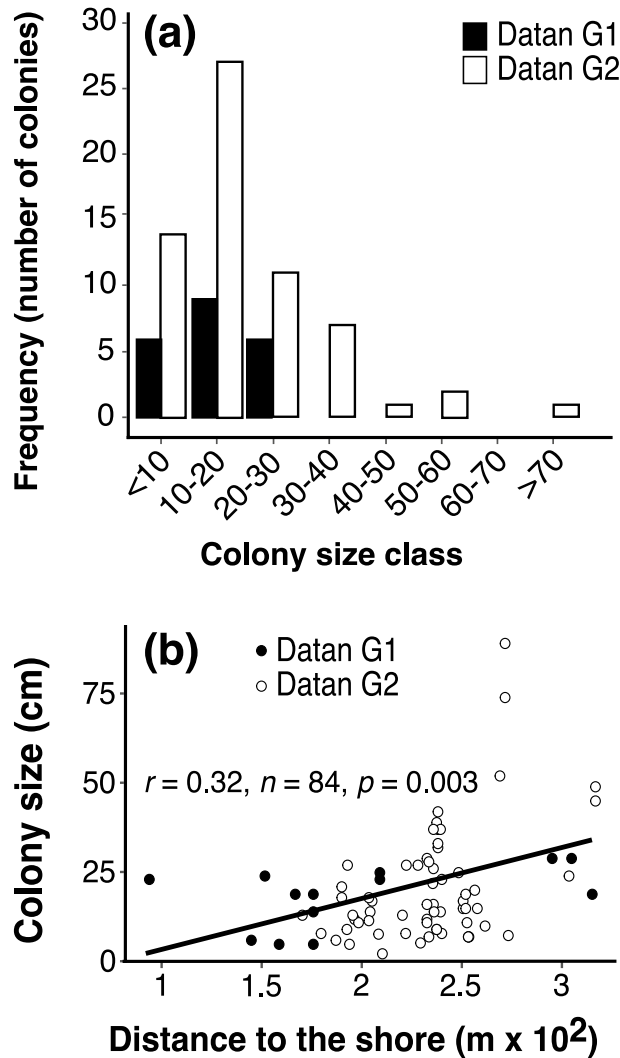 (a)
Datan G1
Datan G2
Frequency (number of colonies)
30
25
20
15
10
5
0
<10
10-20
20-30
30-40
40-50
50-60
60-70
>70
Colony size class
(b)
Datan G1
Datan G2
Colony size (cm)
75
50
25
0
r = 0.32, n = 84, p = 0.003
1
1.5
2
2.5
3
Distance to the shore (m x 10²)